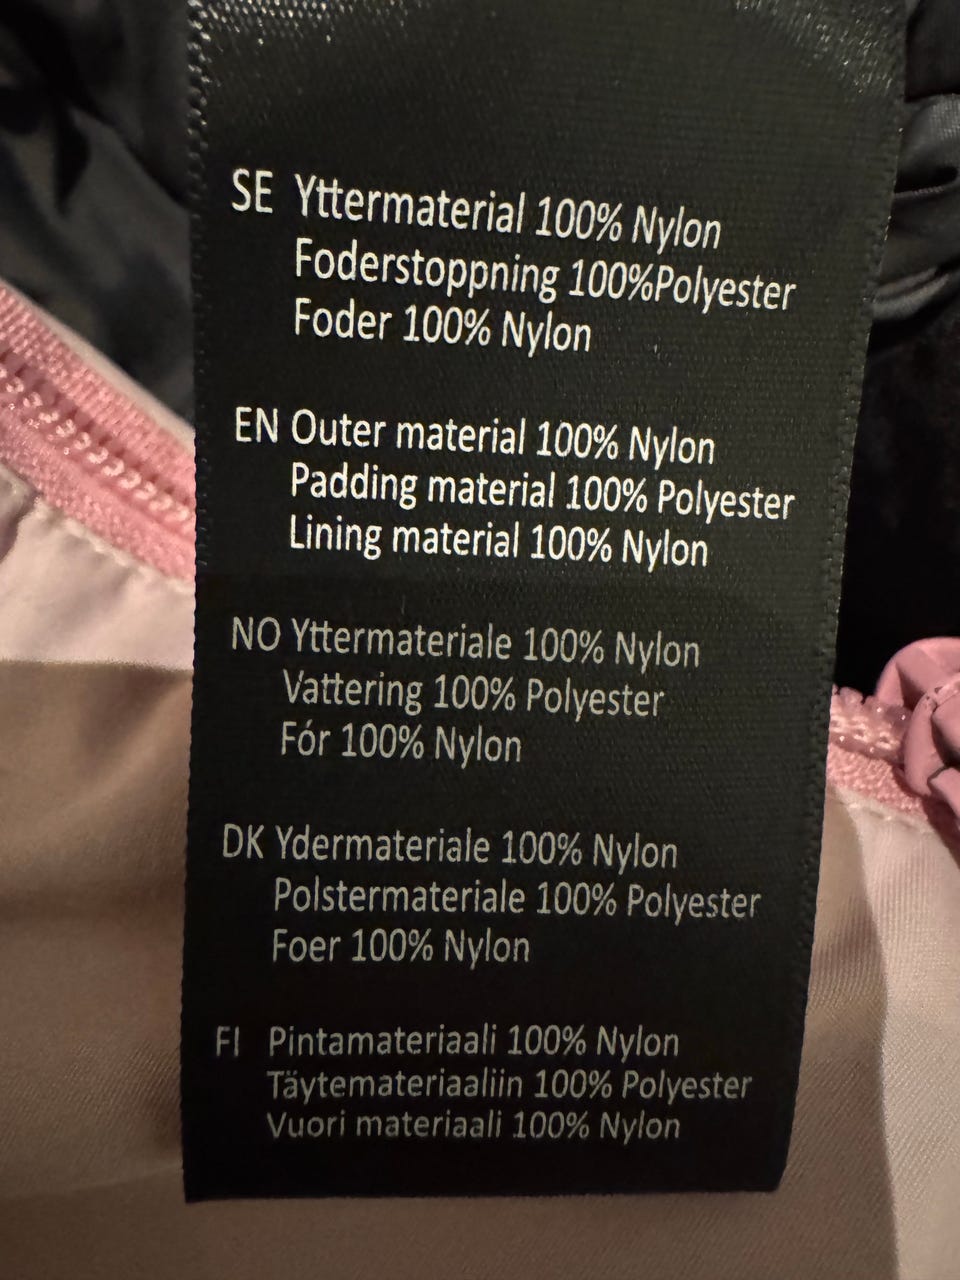 SE Yttermaterial 100% Nylon
Foderstoppning 100%Polyester
Foder 100% Nylon
EN Outer material 100% Nylon
Padding material 100% Polyester
Lining material 100% Nylon
NO Yttermateriale 100% Nylon
Vattering 100% Polyester
Fór 100% Nylon
DK Ydermateriale 100% Nylon
Polstermateriale 100% Polyester
Foer 100% Nylon
FI Pintamateriaali 100% Nylon
Täytemateriaaliin 100% Polyester
Vuori materiaali 100% Nylon